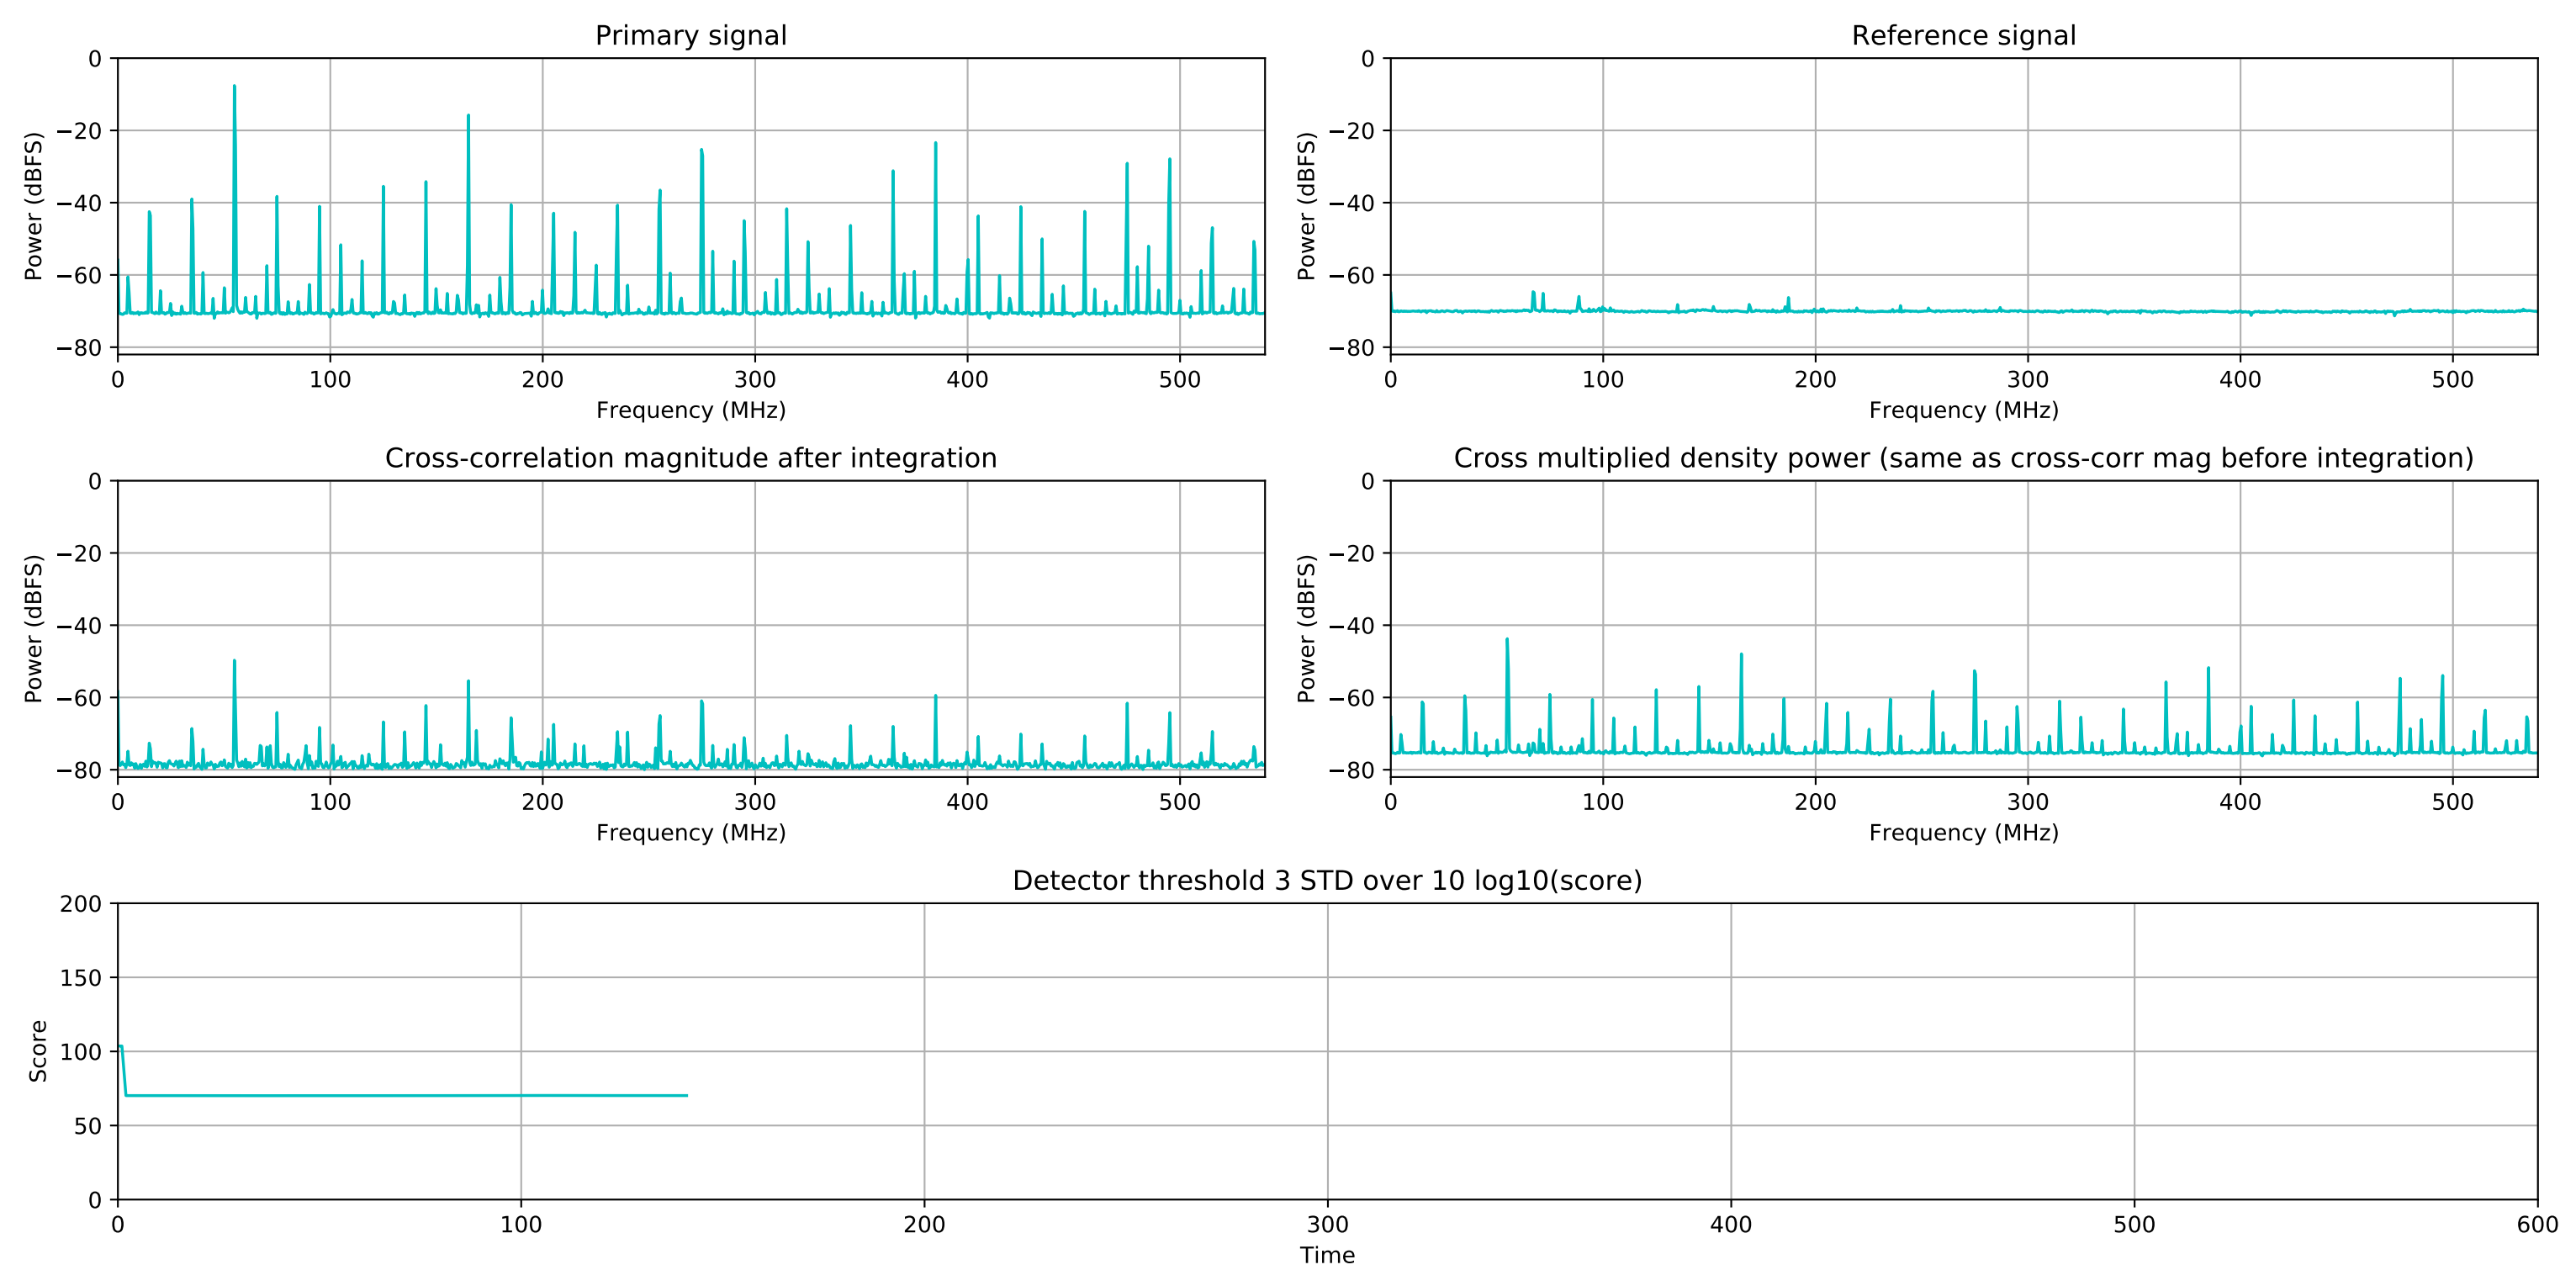 Primary signal
0
−20
−40
−60
−80
Power (dBFS)
0 100 200 300 400 500
Frequency (MHz)
Reference signal
0
−20
−40
−60
−80
Power (dBFS)
0 100 200 300 400 500
Frequency (MHz)
Cross-correlation magnitude after integration
0
−20
−40
−60
−80
Power (dBFS)
0 100 200 300 400 500
Frequency (MHz)
Cross multiplied density power (same as cross-corr mag before integration)
0
−20
−40
−60
−80
Power (dBFS)
0 100 200 300 400 500
Frequency (MHz)
Detector threshold 3 STD over 10 log10(score)
200
150
100
50
0
Score
0 100 200 300 400 500 600
Time